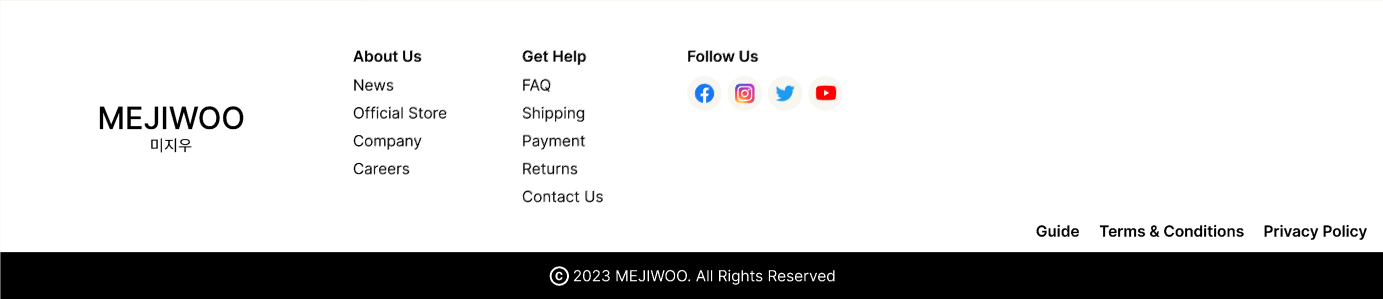 MEJIWOO
미지우
About Us
News
Official Store
Company
Careers
Get Help
FAQ
Shipping
Payment
Returns
Contact Us
Follow Us
Guide Terms & Conditions Privacy Policy
© 2023 MEJIWOO. All Rights Reserved